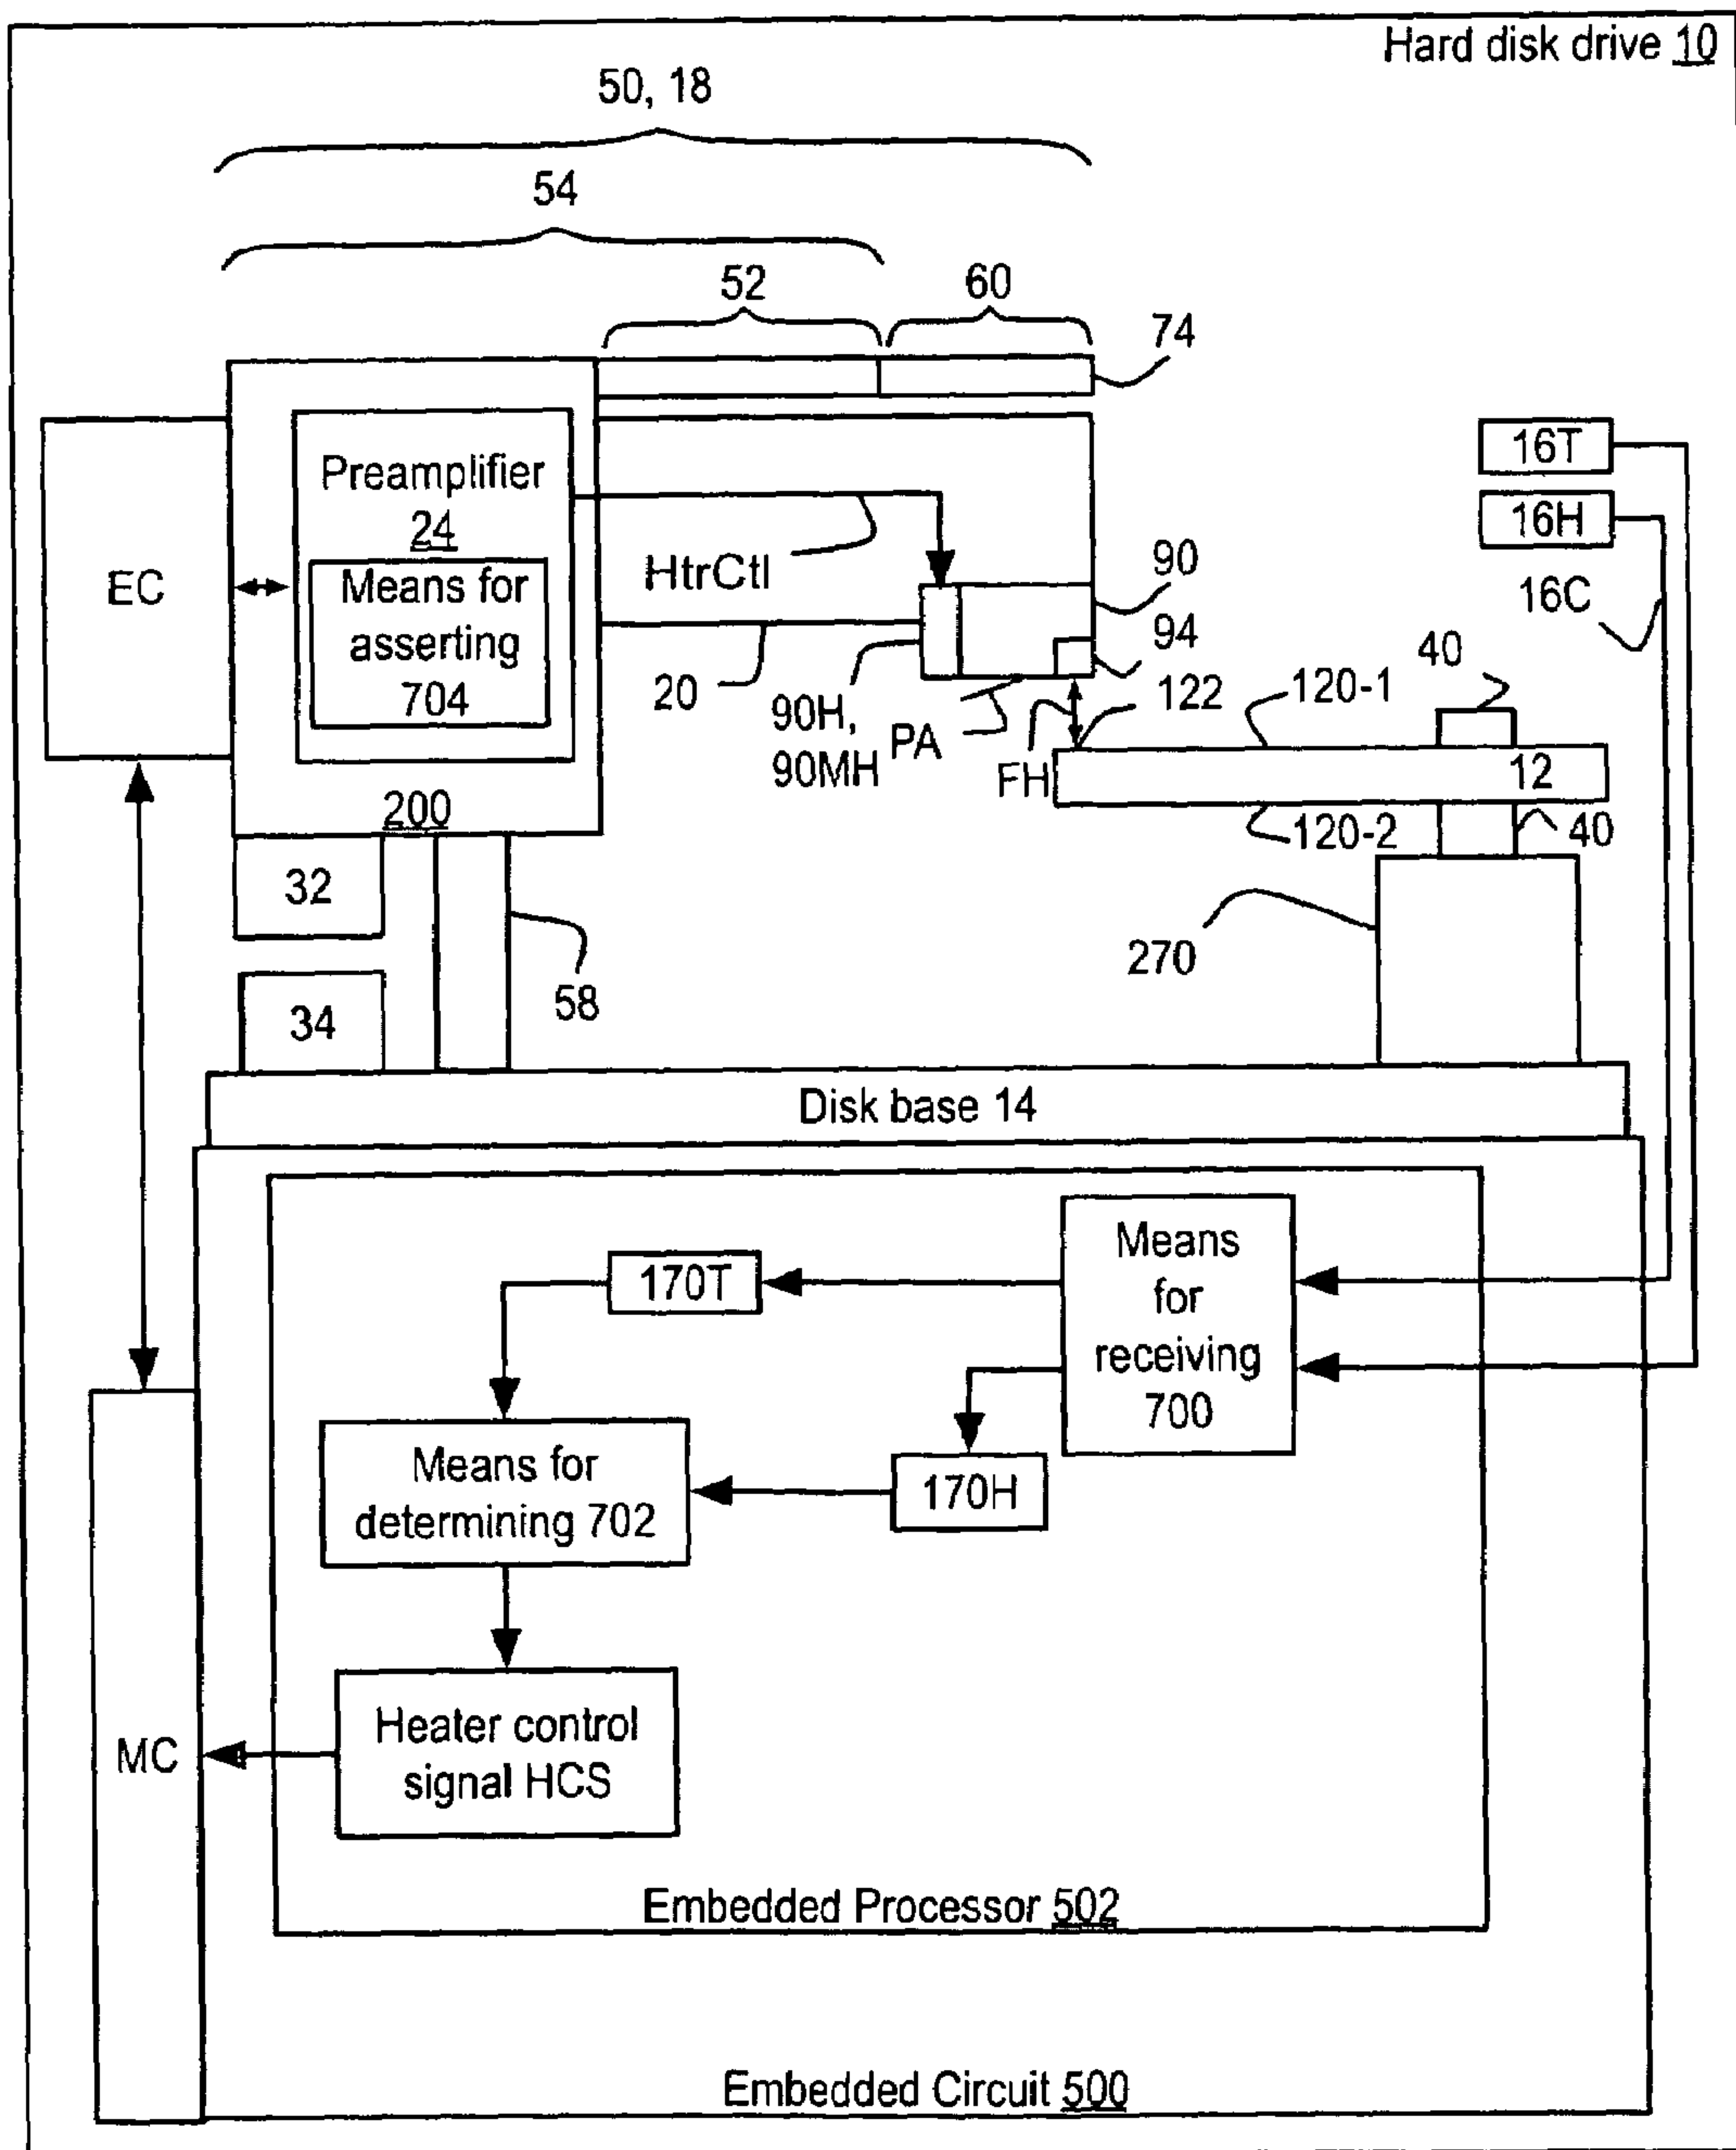 Hard disk drive 10
50, 18
54
52
60
74
16T
16H
Preamplifier
24
Means for
asserting
704
EC
HtrCtl
90
16C
94
40
20
90H,
90MH
PA
122
120-1
FH
12
200
120-2
40
32
270
58
34
Disk base 14
Means
for
receiving
700
170T
Means for
determining 702
170H
MC
Heater control
signal HCS
Embedded Processor 502
Embedded Circuit 500